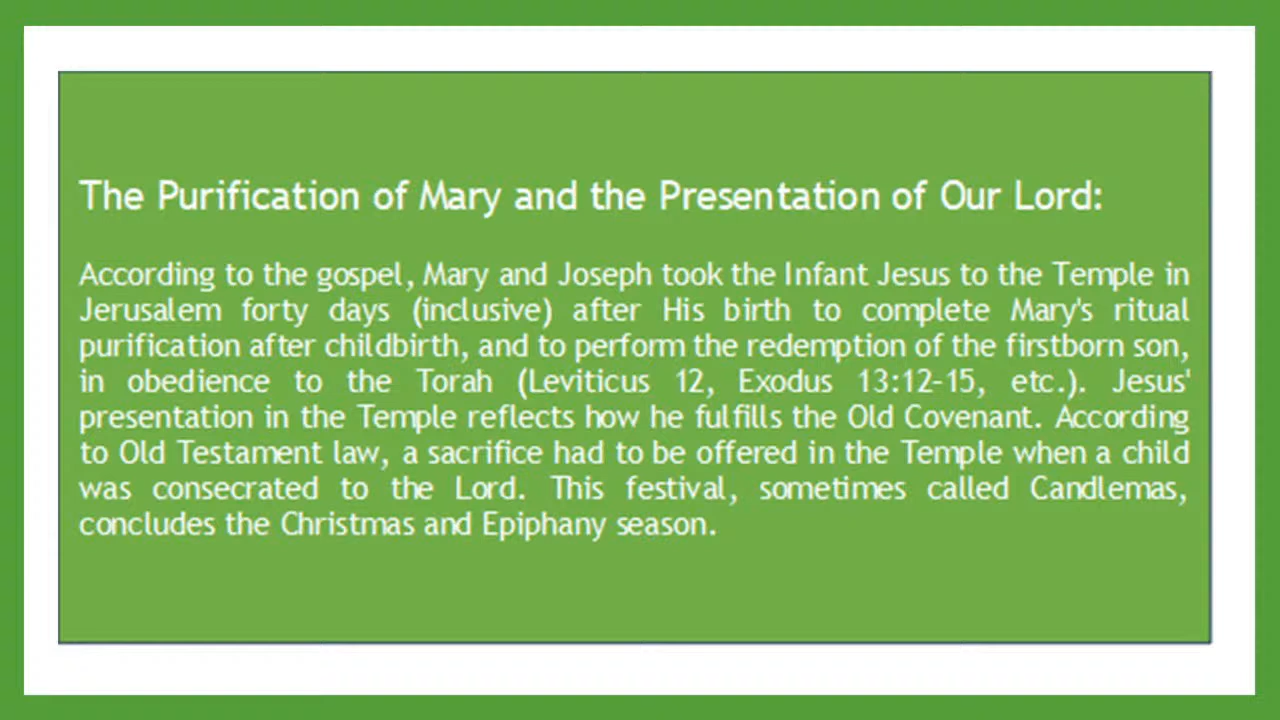 The Purification of Mary and the Presentation of Our Lord:
According to the gospel, Mary and Joseph took the Infant Jesus to the Temple in
Jerusalem forty days (inclusive) after His birth to complete Mary's ritual
purification after childbirth, and to perform the redemption of the firstborn son,
in obedience to the Torah (Leviticus 12, Exodus 13:12-15, etc.). Jesus'
presentation in the Temple reflects how he fulfills the Old Covenant. According
to Old Testament law, a sacrifice had to be offered in the Temple when a child
was consecrated to the Lord. This festival, sometimes called Candlemas,
concludes the Christmas and Epiphany season.